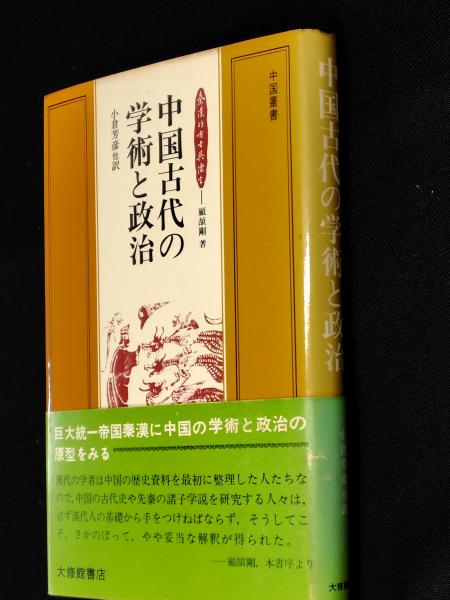 中国叢書
秦漢的方士與儒生
顧頡剛 著
中国古代の
学術と政治
小倉芳彦 他訳
巨大統一帝国秦漢に中国の学術と政治の
原型をみる
漢代の学者は中国の歴史資料を最初に整理した人たちな
ので、中国の古代史や先秦の諸子学説を研究する人々は、
必ず漢代人の基礎から手をつけねばならず、そうしてこ
そ、さかのぼって，やや妥当な解釈が得られた。
──顧頡剛，本書序より
大修館書店
中国古代の学術と政治
大修館